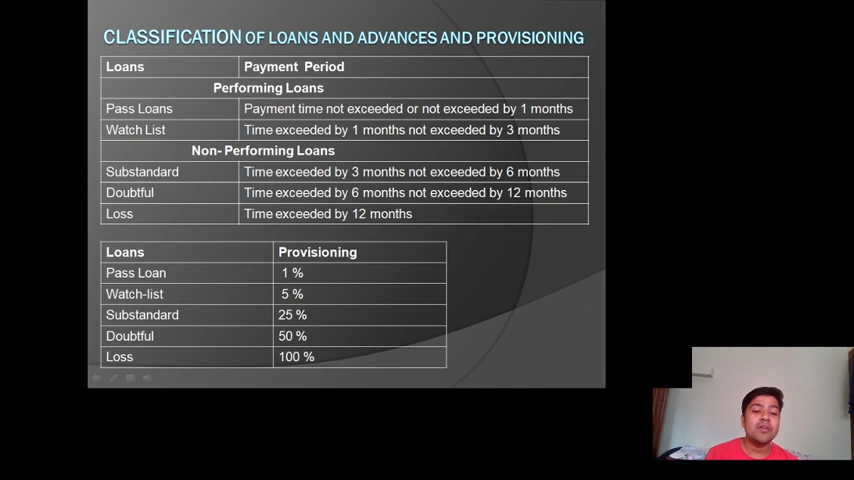 CLASSIFICATION OF LOANS AND ADVANCES AND PROVISIONING
Loans Payment Period
Performing Loans
Pass Loans Payment time not exceeded or not exceeded by 1 months
Watch List Time exceeded by 1 months not exceeded by 3 months
Non- Performing Loans
Substandard Time exceeded by 3 months not exceeded by 6 months
Doubtful Time exceeded by 6 months not exceeded by 12 months
Loss Time exceeded by 12 months
Loans Provisioning
Pass Loan 1 %
Watch-list 5 %
Substandard 25 %
Doubtful 50 %
Loss 100 %